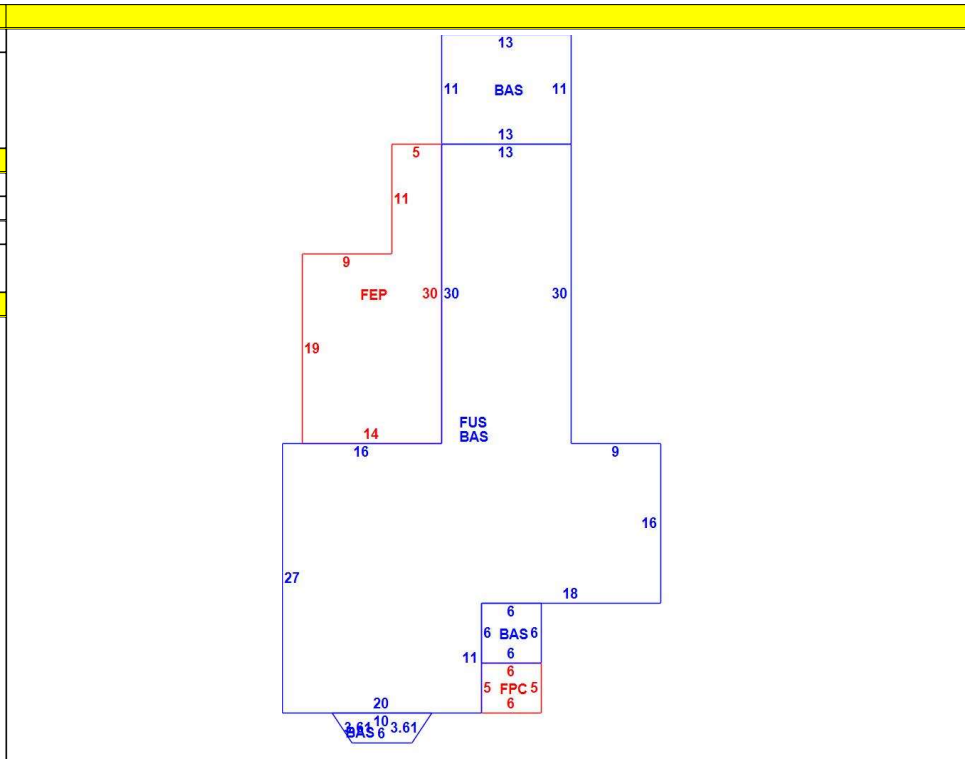 13
11 BAS 11
13
5 13
11
9
FEP 30 30 30
19
FUS
BAS
14
16 9
16
27
18
6
6 BAS 6
11 6
6
5 FPC 5
20 6
10
3.61 3.61
BAS 6